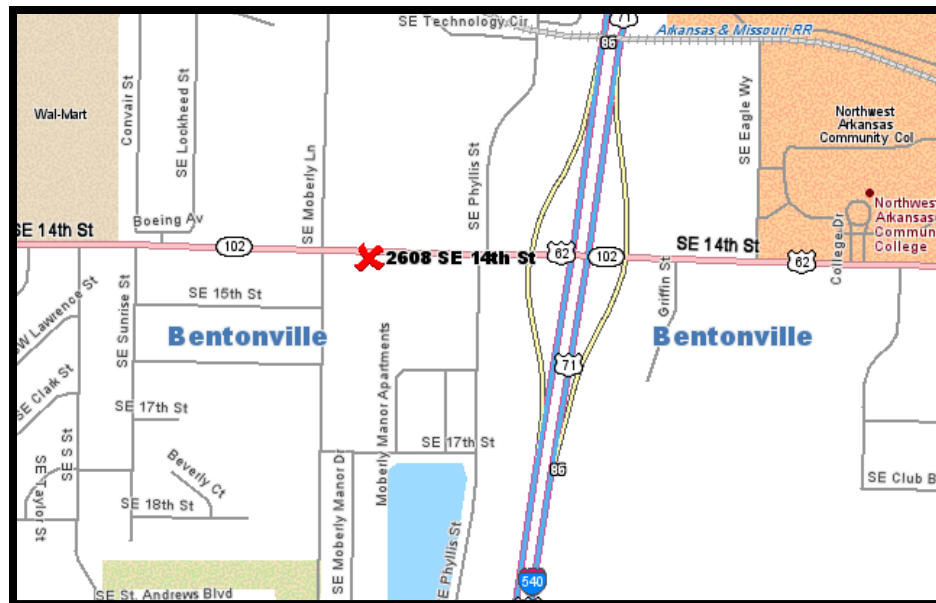 SE Technology Cir
71
86
Arkansas & Missouri RR
Wal-Mart
Convair St
SE Lockheed St
SE Moberly Ln
SE Phyllis St
SE Eagle Wy
Northwest
Arkansas
Community Col
Northwest
Arkansas
Commun
College
College Dr
Boeing Av
SE 14th St
102
2608 SE 14th St
62
102
SE 14th St
62
Griffin St
SE 15th St
SW Lawrence St
SE Sunrise St
Bentonville
Bentonville
71
Moberly Manor Apartments
SE Clark St
SE 17th St
SE S St
SE 17th St
86
SE Taylor St
Beverly Ct
SE 18th St
SE Moberly Manor Dr
SE Phyllis St
SE Club B
SE St. Andrews Blvd
540